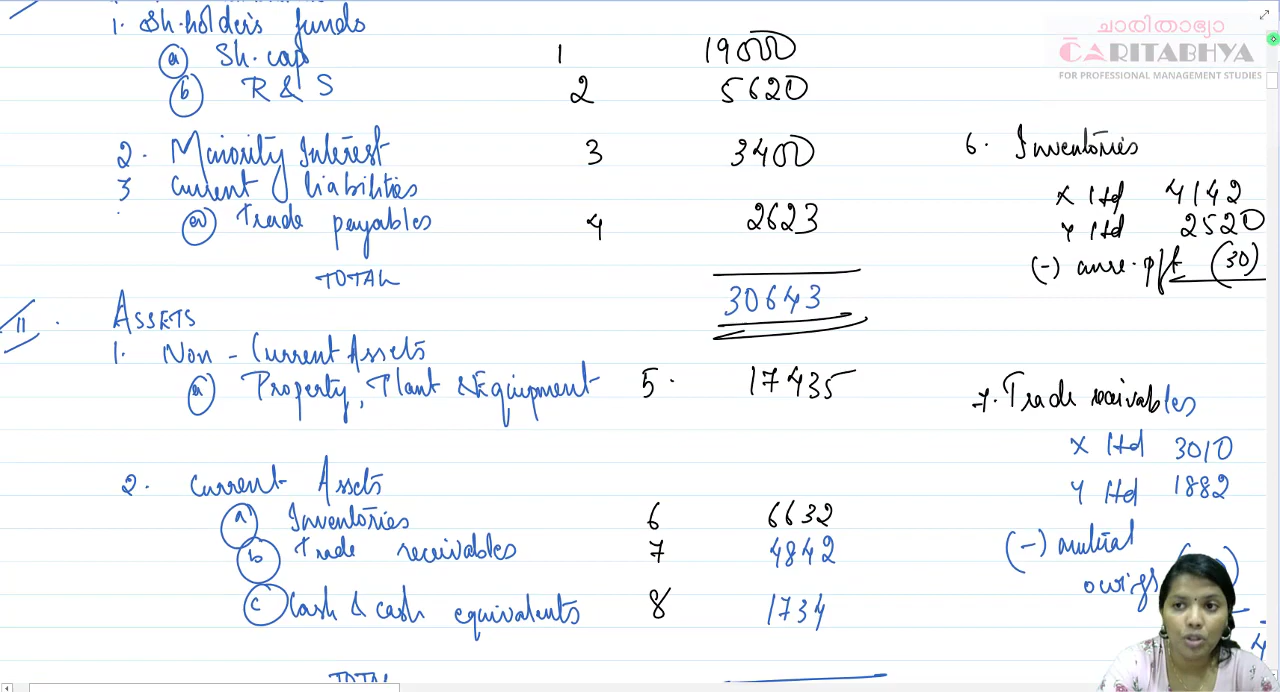 1. Sh.holders funds
(a) Sh.cap 1 19000
(b) R & S 2 5620
2. Minority Interest 3 3400
3 Current liabilities
(a) Trade payables 4 2623
TOTAL 30643
II. ASSETS
1. Non-Current Assets
(a) Property, Plant & Equipment 5. 17435
2. Current Assets
(a) Inventories 6 6632
(b) Trade receivables 7 4842
(c) Cash & cash equivalents 8 1734
TOTAL
ചാരിതാഭ്യാ
CĀRITABHYA
FOR PROFESSIONAL MANAGEMENT STUDIES
6. Inventories
X ltd 4142
Y ltd 2520
(-) pft (30)
7. Trade receivables
X ltd 3010
Y ltd 1882
(-) mutual
owings